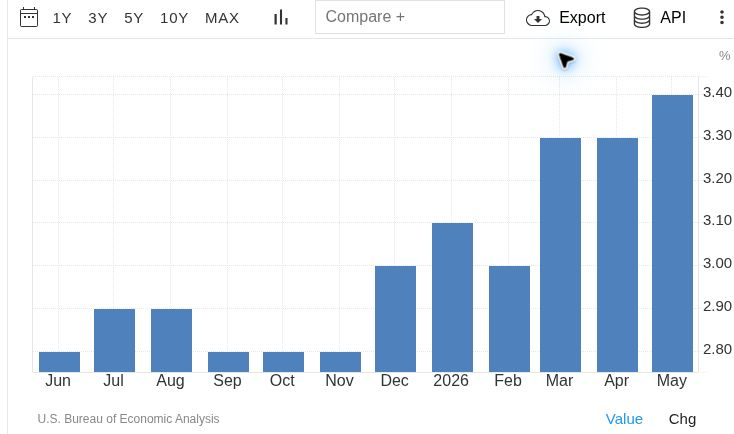 1Y 3Y 5Y 10Y MAX Compare + Export API
%
3.40
3.30
3.20
3.10
3.00
2.90
2.80
Jun Jul Aug Sep Oct Nov Dec 2026 Feb Mar Apr May
U.S. Bureau of Economic Analysis Value Chg